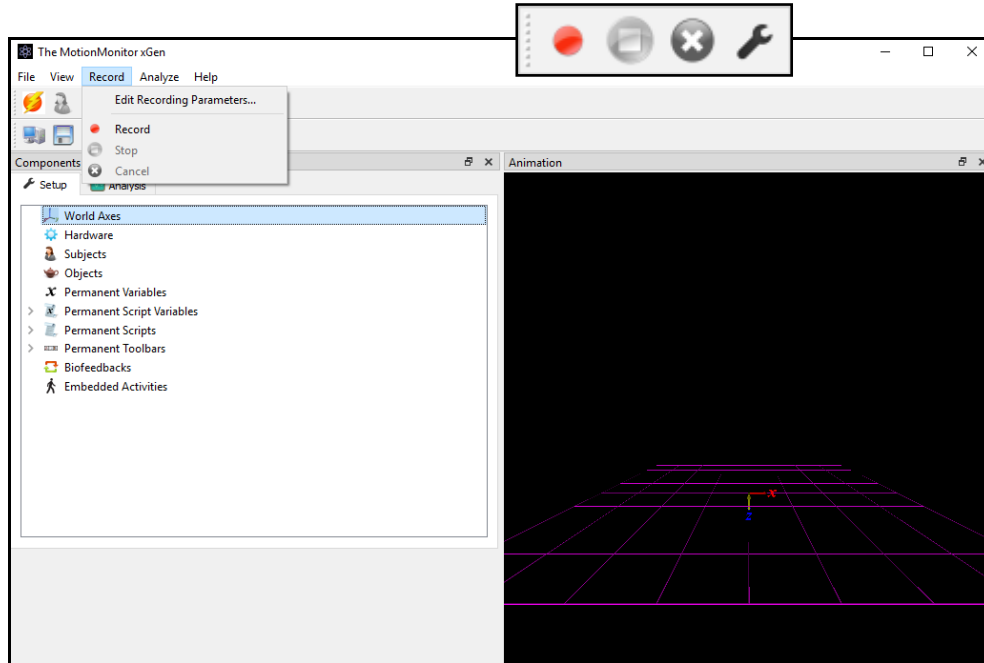 The MotionMonitor xGen
File View Record Analyze Help
Edit Recording Parameters...
Record
Stop
Cancel
Components
Animation
Setup
Analysis
World Axes
Hardware
Subjects
Objects
Permanent Variables
Permanent Script Variables
Permanent Scripts
Permanent Toolbars
Biofeedbacks
Embedded Activities
x
z